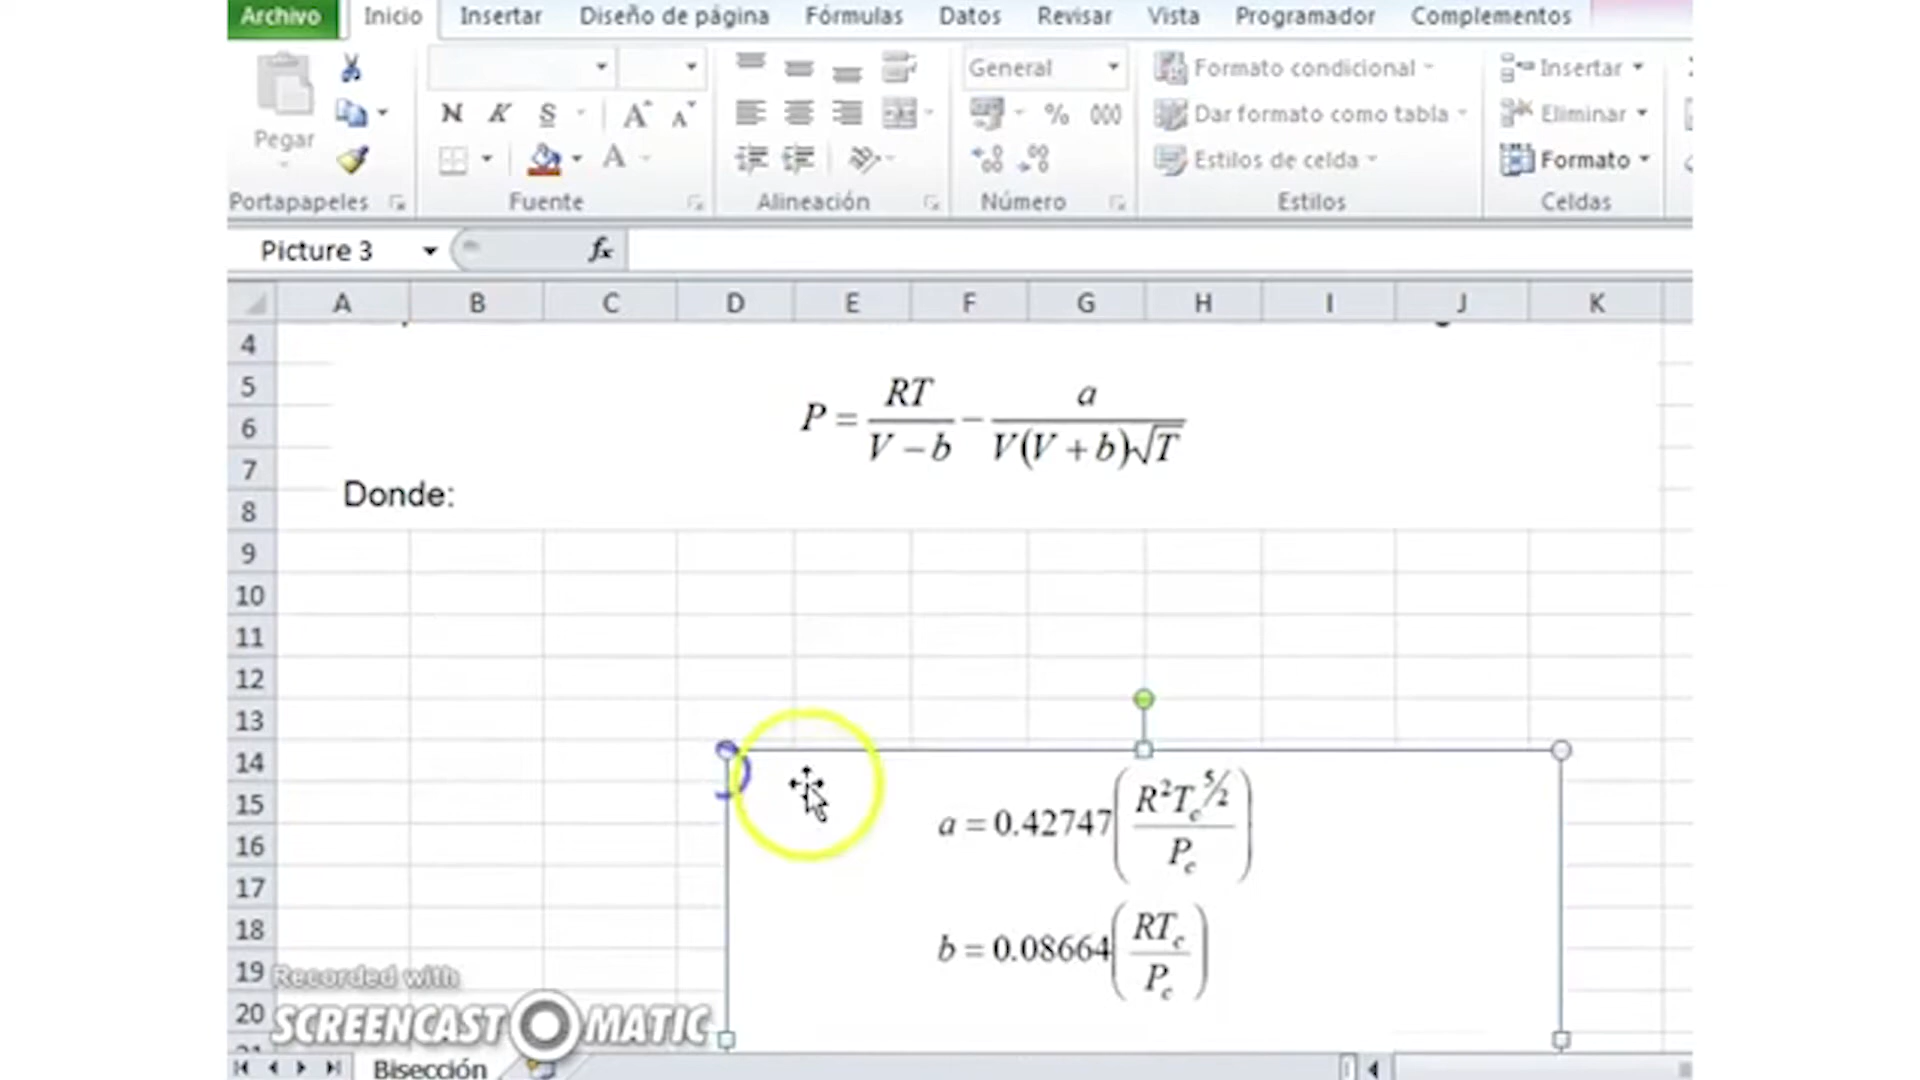 Archivo Inicio Insertar Diseño de página Fórmulas Datos Revisar Vista Programador Complementos
General Formato condicional Insertar
N K S A A % 000 Dar formato como tabla Eliminar
Pegar A Estilos de celda Formato
Portapapeles Fuente Alineación Número Estilos Celdas
Picture 3 fx
A B C D E F G H I J K
4
5
6
7
8
P = RT / (V − b) − a / (V(V + b)√T)
Donde:
9
10
11
12
13
14
15
16
17
18
19
20
a = 0.42747(R²T_c^5/2 / P_c)
b = 0.08664(RT_c / P_c)
Recorded with
SCREENCAST-O-MATIC
Bisección